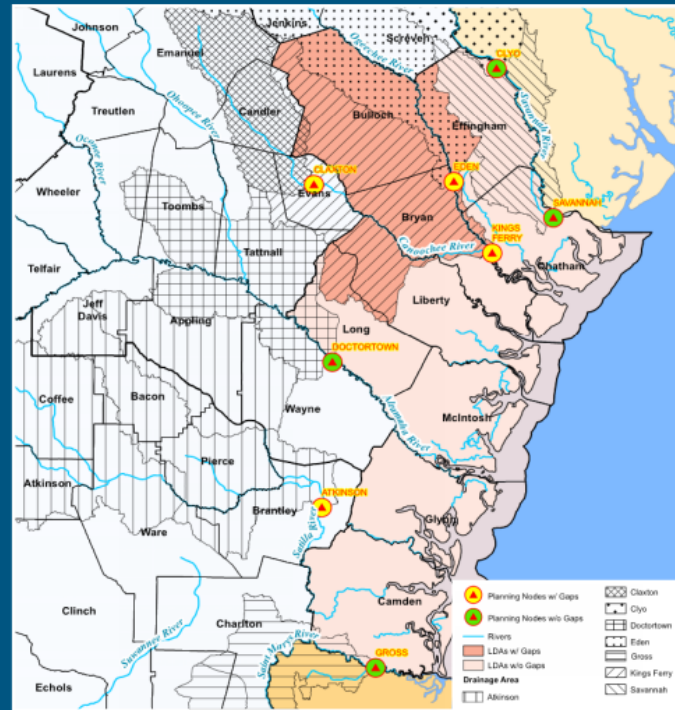 Jenkins
Johnson
Screven
Emanuel
Ogeechee River
CLYO
Laurens
Candler
Savannah River
Treutlen
Ohoopee River
Bulloch
Effingham
Oconee River
CLAXTON
EDEN
Wheeler
Evans
SAVANNAH
Toombs
Bryan
KINGS
FERRY
Tattnall
Canoochee River
Chatham
Telfair
Liberty
Jeff
Davis
Appling
Long
DOCTORTOWN
Coffee
Bacon
Wayne
McIntosh
Altamaha River
Pierce
Atkinson
ATKINSON
Brantley
Ware
Satilla River
Glynn
Planning Nodes w/ Gaps
Planning Nodes w/o Gaps
Rivers
LDAs w/ Gaps
LDAs w/o Gaps
Drainage Area
Atkinson
Claxton
Clyo
Doctortown
Eden
Gross
Kings Ferry
Savannah
Camden
Clinch
Charlton
Suwannee River
Saint Marys River
GROSS
Echols